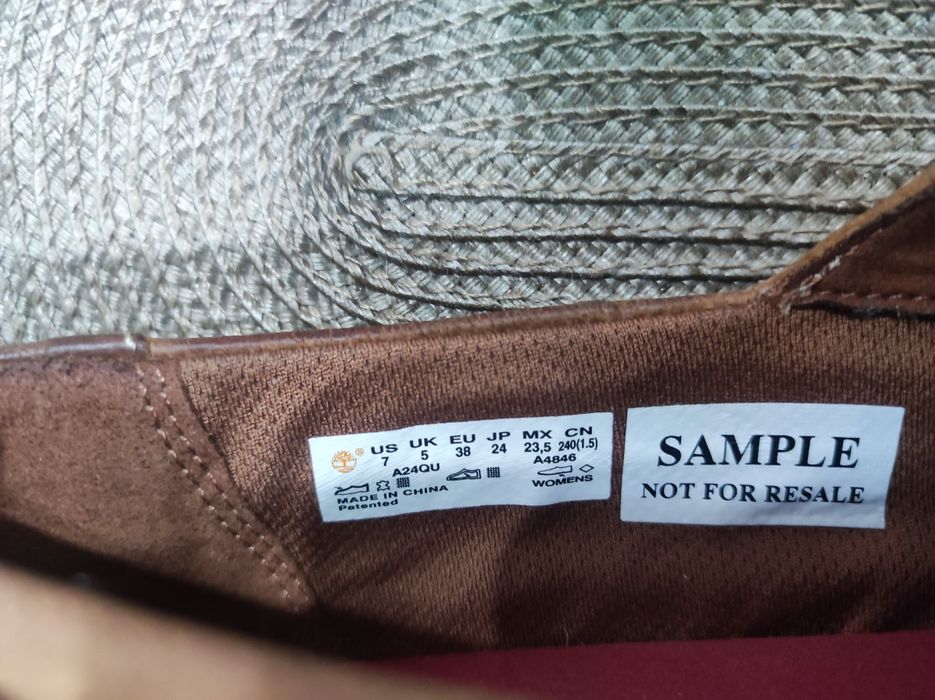 ® US UK EU JP MX CN
7 5 38 24 23,5 240(1.5)
A24QU A4846
MADE IN CHINA WOMENS
Patented
SAMPLE
NOT FOR RESALE